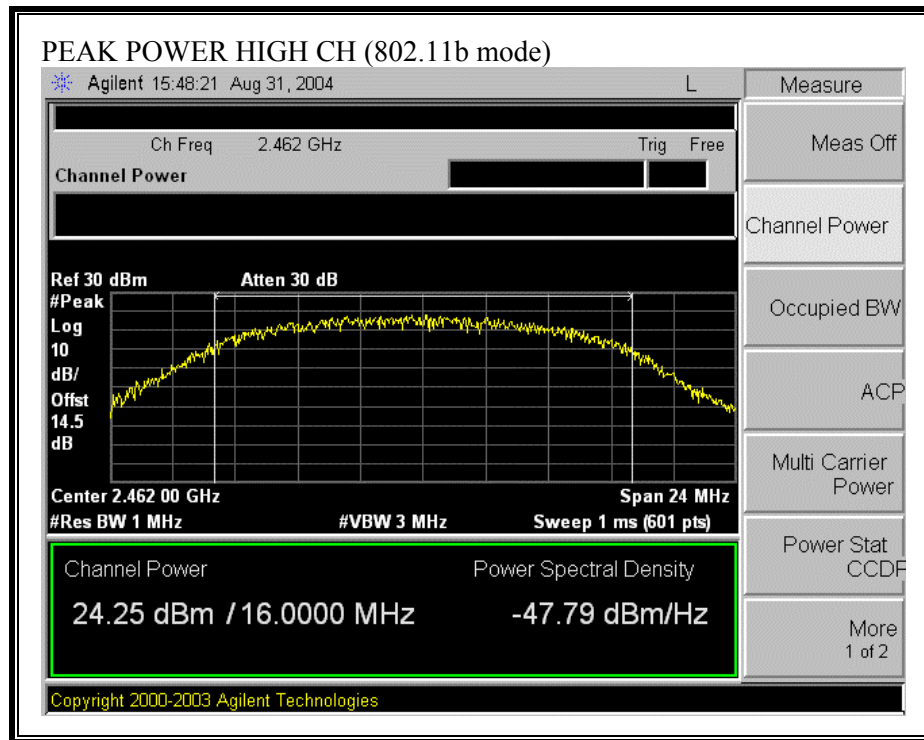 PEAK POWER HIGH CH (802.11b mode)
Agilent 15:48:21 Aug 31, 2004 L
Measure
Ch Freq 2.462 GHz Trig Free
Meas Off
Channel Power
Channel Power
Ref 30 dBm Atten 30 dB
#Peak
Log
10
dB/
Offst
14.5
dB
Occupied BW
ACP
Multi Carrier
Power
Center 2.462 00 GHz Span 24 MHz
#Res BW 1 MHz #VBW 3 MHz Sweep 1 ms (601 pts)
Channel Power Power Spectral Density
24.25 dBm / 16.0000 MHz -47.79 dBm/Hz
Power Stat
CCDF
More
1 of 2
Copyright 2000-2003 Agilent Technologies